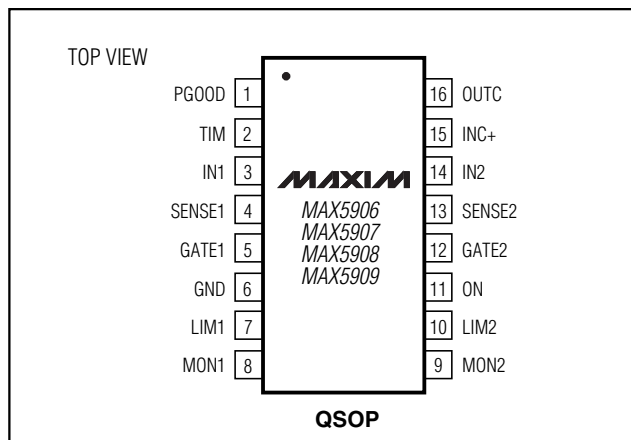 TOP VIEW
PGOOD 1
TIM 2
IN1 3
SENSE1 4
GATE1 5
GND 6
LIM1 7
MON1 8
MAXIM
MAX5906
MAX5907
MAX5908
MAX5909
16 OUTC
15 INC+
14 IN2
13 SENSE2
12 GATE2
11 ON
10 LIM2
9 MON2
QSOP